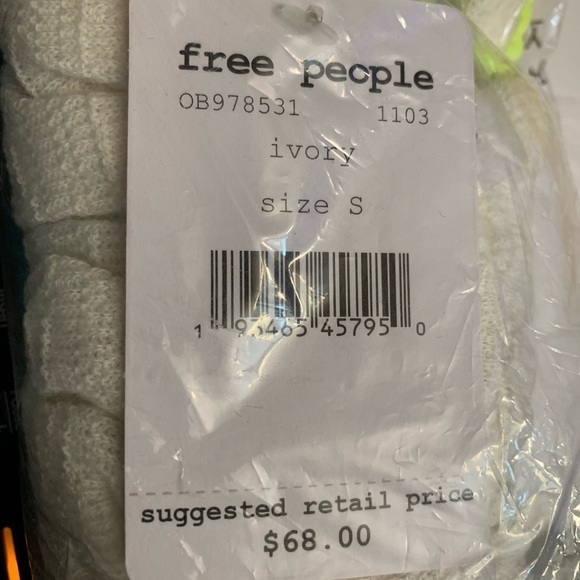 free people
OB978531 1103
ivory
size S
45795 0
suggested retail price
$68.00